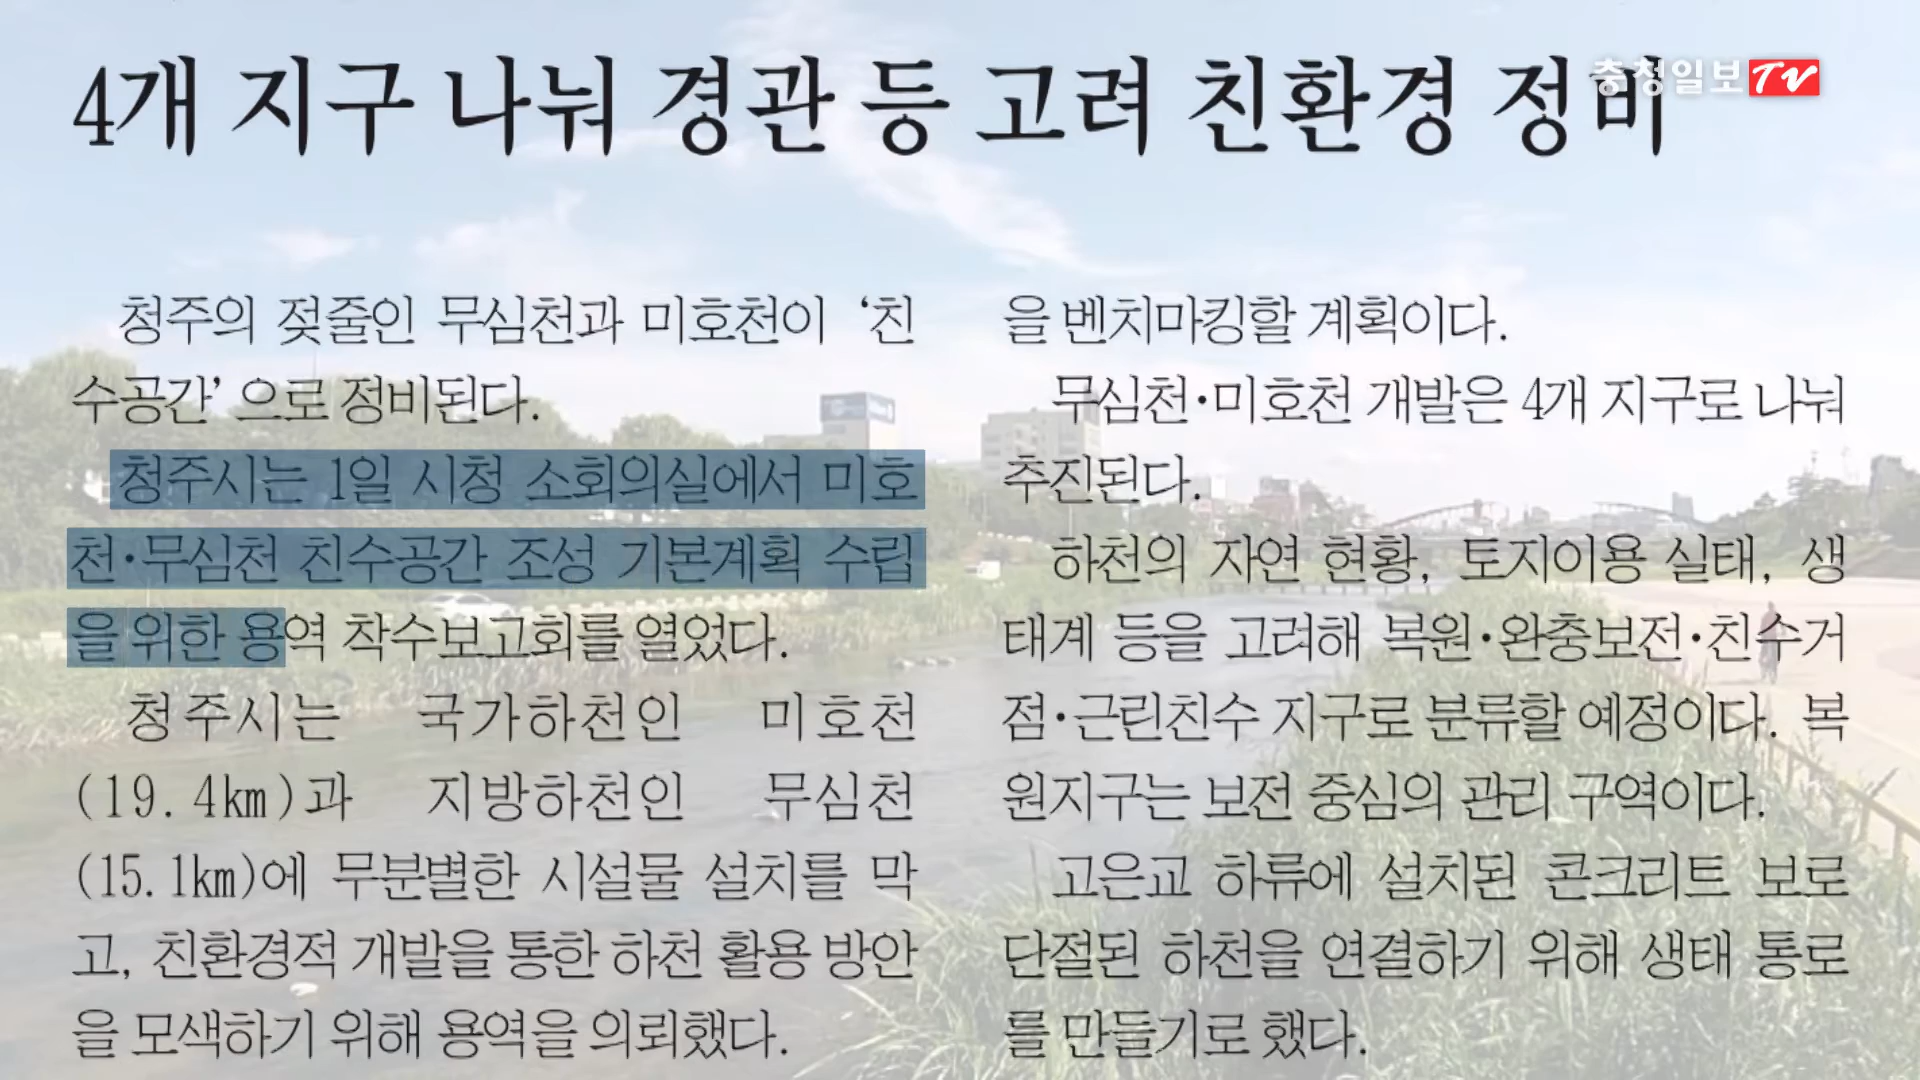 4개 지구 나눠 경관 등 고려 친환경 정비
충청일보TV
청주의 젖줄인 무심천과 미호천이 ‘친
수공간’ 으로 정비된다.
청주시는 1일 시청 소회의실에서 미호
천·무심천 친수공간 조성 기본계획 수립
을 위한 용역 착수보고회를 열었다.
청주시는 국가하천인 미호천
(19.4km)과 지방하천인 무심천
(15.1km)에 무분별한 시설물 설치를 막
고, 친환경적 개발을 통한 하천 활용 방안
을 모색하기 위해 용역을 의뢰했다.
을 벤치마킹할 계획이다.
무심천·미호천 개발은 4개 지구로 나눠
추진된다.
하천의 자연 현황, 토지이용 실태, 생
태계 등을 고려해 복원·완충보전·친수거
점·근린친수 지구로 분류할 예정이다. 복
원지구는 보전 중심의 관리 구역이다.
고은교 하류에 설치된 콘크리트 보로
단절된 하천을 연결하기 위해 생태 통로
를 만들기로 했다.